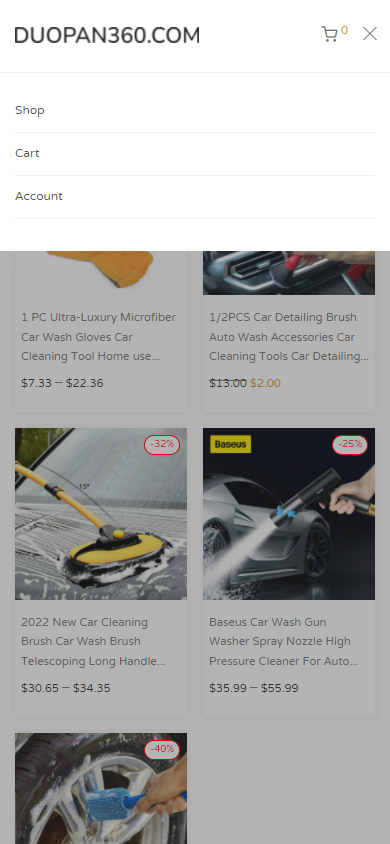 DUOPAN360.COM
0
Shop
Cart
Account
1 PC Ultra-Luxury Microfiber
Car Wash Gloves Car
Cleaning Tool Home use...
$7.33 – $22.36
1/2PCS Car Detailing Brush
Auto Wash Accessories Car
Cleaning Tools Car Detailing...
$13.00 $2.00
-32%
15°
2022 New Car Cleaning
Brush Car Wash Brush
Telescoping Long Handle...
$30.65 – $34.35
Baseus
-25%
Baseus Car Wash Gun
Washer Spray Nozzle High
Pressure Cleaner For Auto...
$35.99 – $55.99
-40%